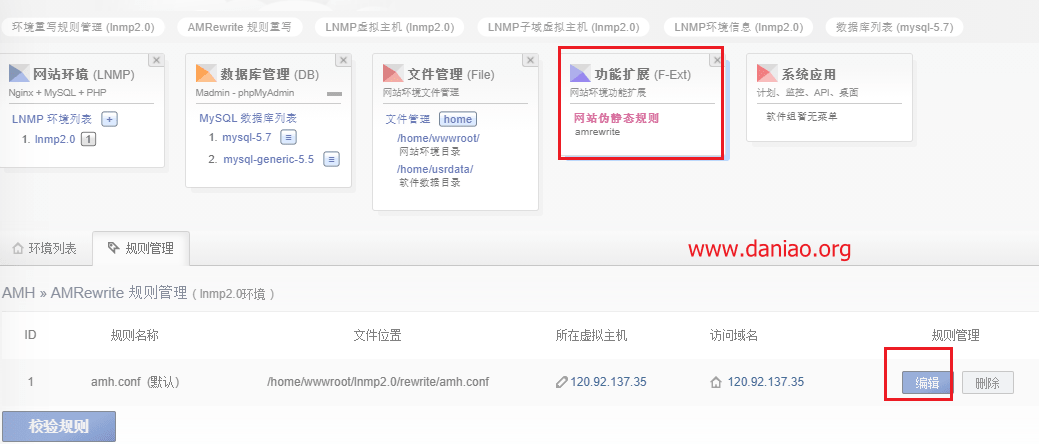 环境重写规则管理 (lnmp2.0) AMRewrite 规则重写 LNMP虚拟主机 (lnmp2.0) LNMP子域虚拟主机 (lnmp2.0) LNMP环境信息 (lnmp2.0) 数据库列表 (mysql-5.7)
网站环境 (LNMP)
Nginx + MySQL + PHP
LNMP 环境列表 +
1. lnmp2.0 1
数据库管理 (DB)
Madmin - phpMyAdmin
MySQL 数据库列表
1. mysql-5.7
2. mysql-generic-5.5
文件管理 (File)
网站环境文件管理
文件管理 home
/home/wwwroot/
网站环境目录
/home/usrdata/
软件数据目录
功能扩展 (F-Ext)
网站环境功能扩展
网站伪静态规则
amrewrite
系统应用
计划、监控、API、桌面
软件组暂无菜单
环境列表 规则管理
www.daniao.org
AMH » AMRewrite 规则管理 ( lnmp2.0环境 )
ID 规则名称 文件位置 所在虚拟主机 访问域名 规则管理
1 amh.conf (默认) /home/wwwroot/lnmp2.0/rewrite/amh.conf 120.92.137.35 120.92.137.35 编辑 删除
校验规则